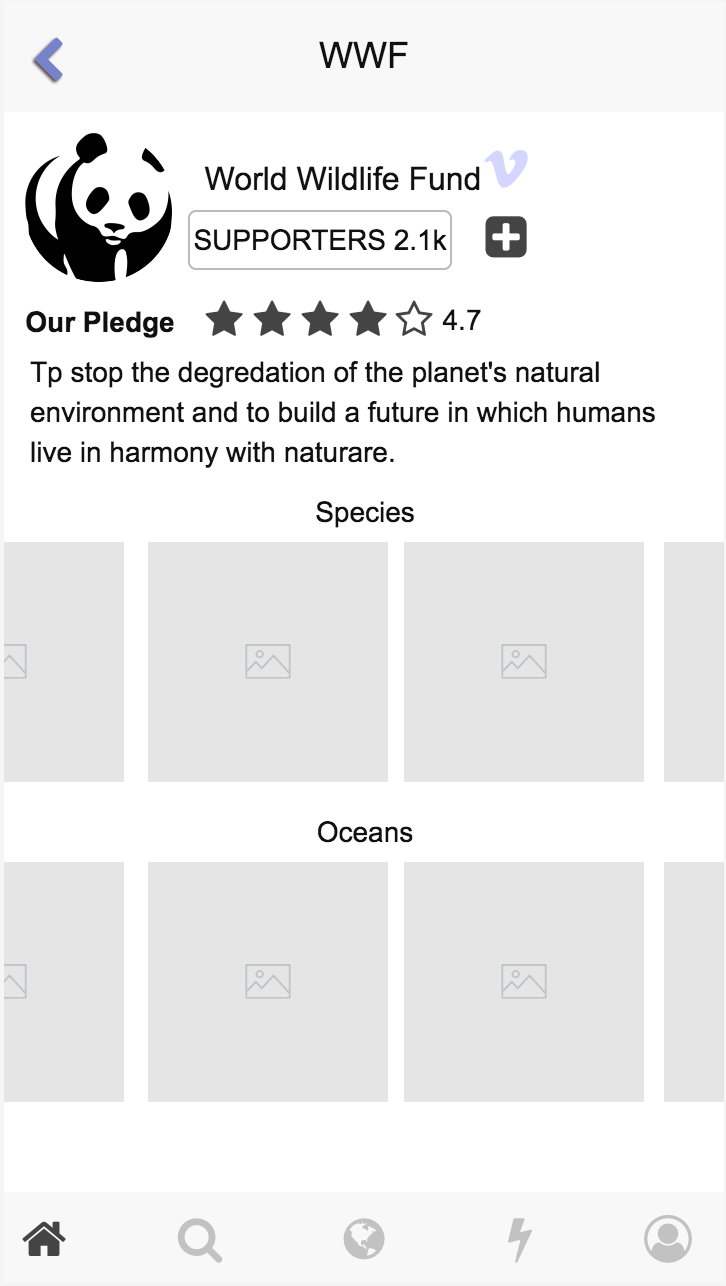 WWF
World Wildlife Fund
SUPPORTERS 2.1k
Our Pledge 4.7
Tp stop the degredation of the planet's natural
environment and to build a future in which humans
live in harmony with naturare.
Species
Oceans